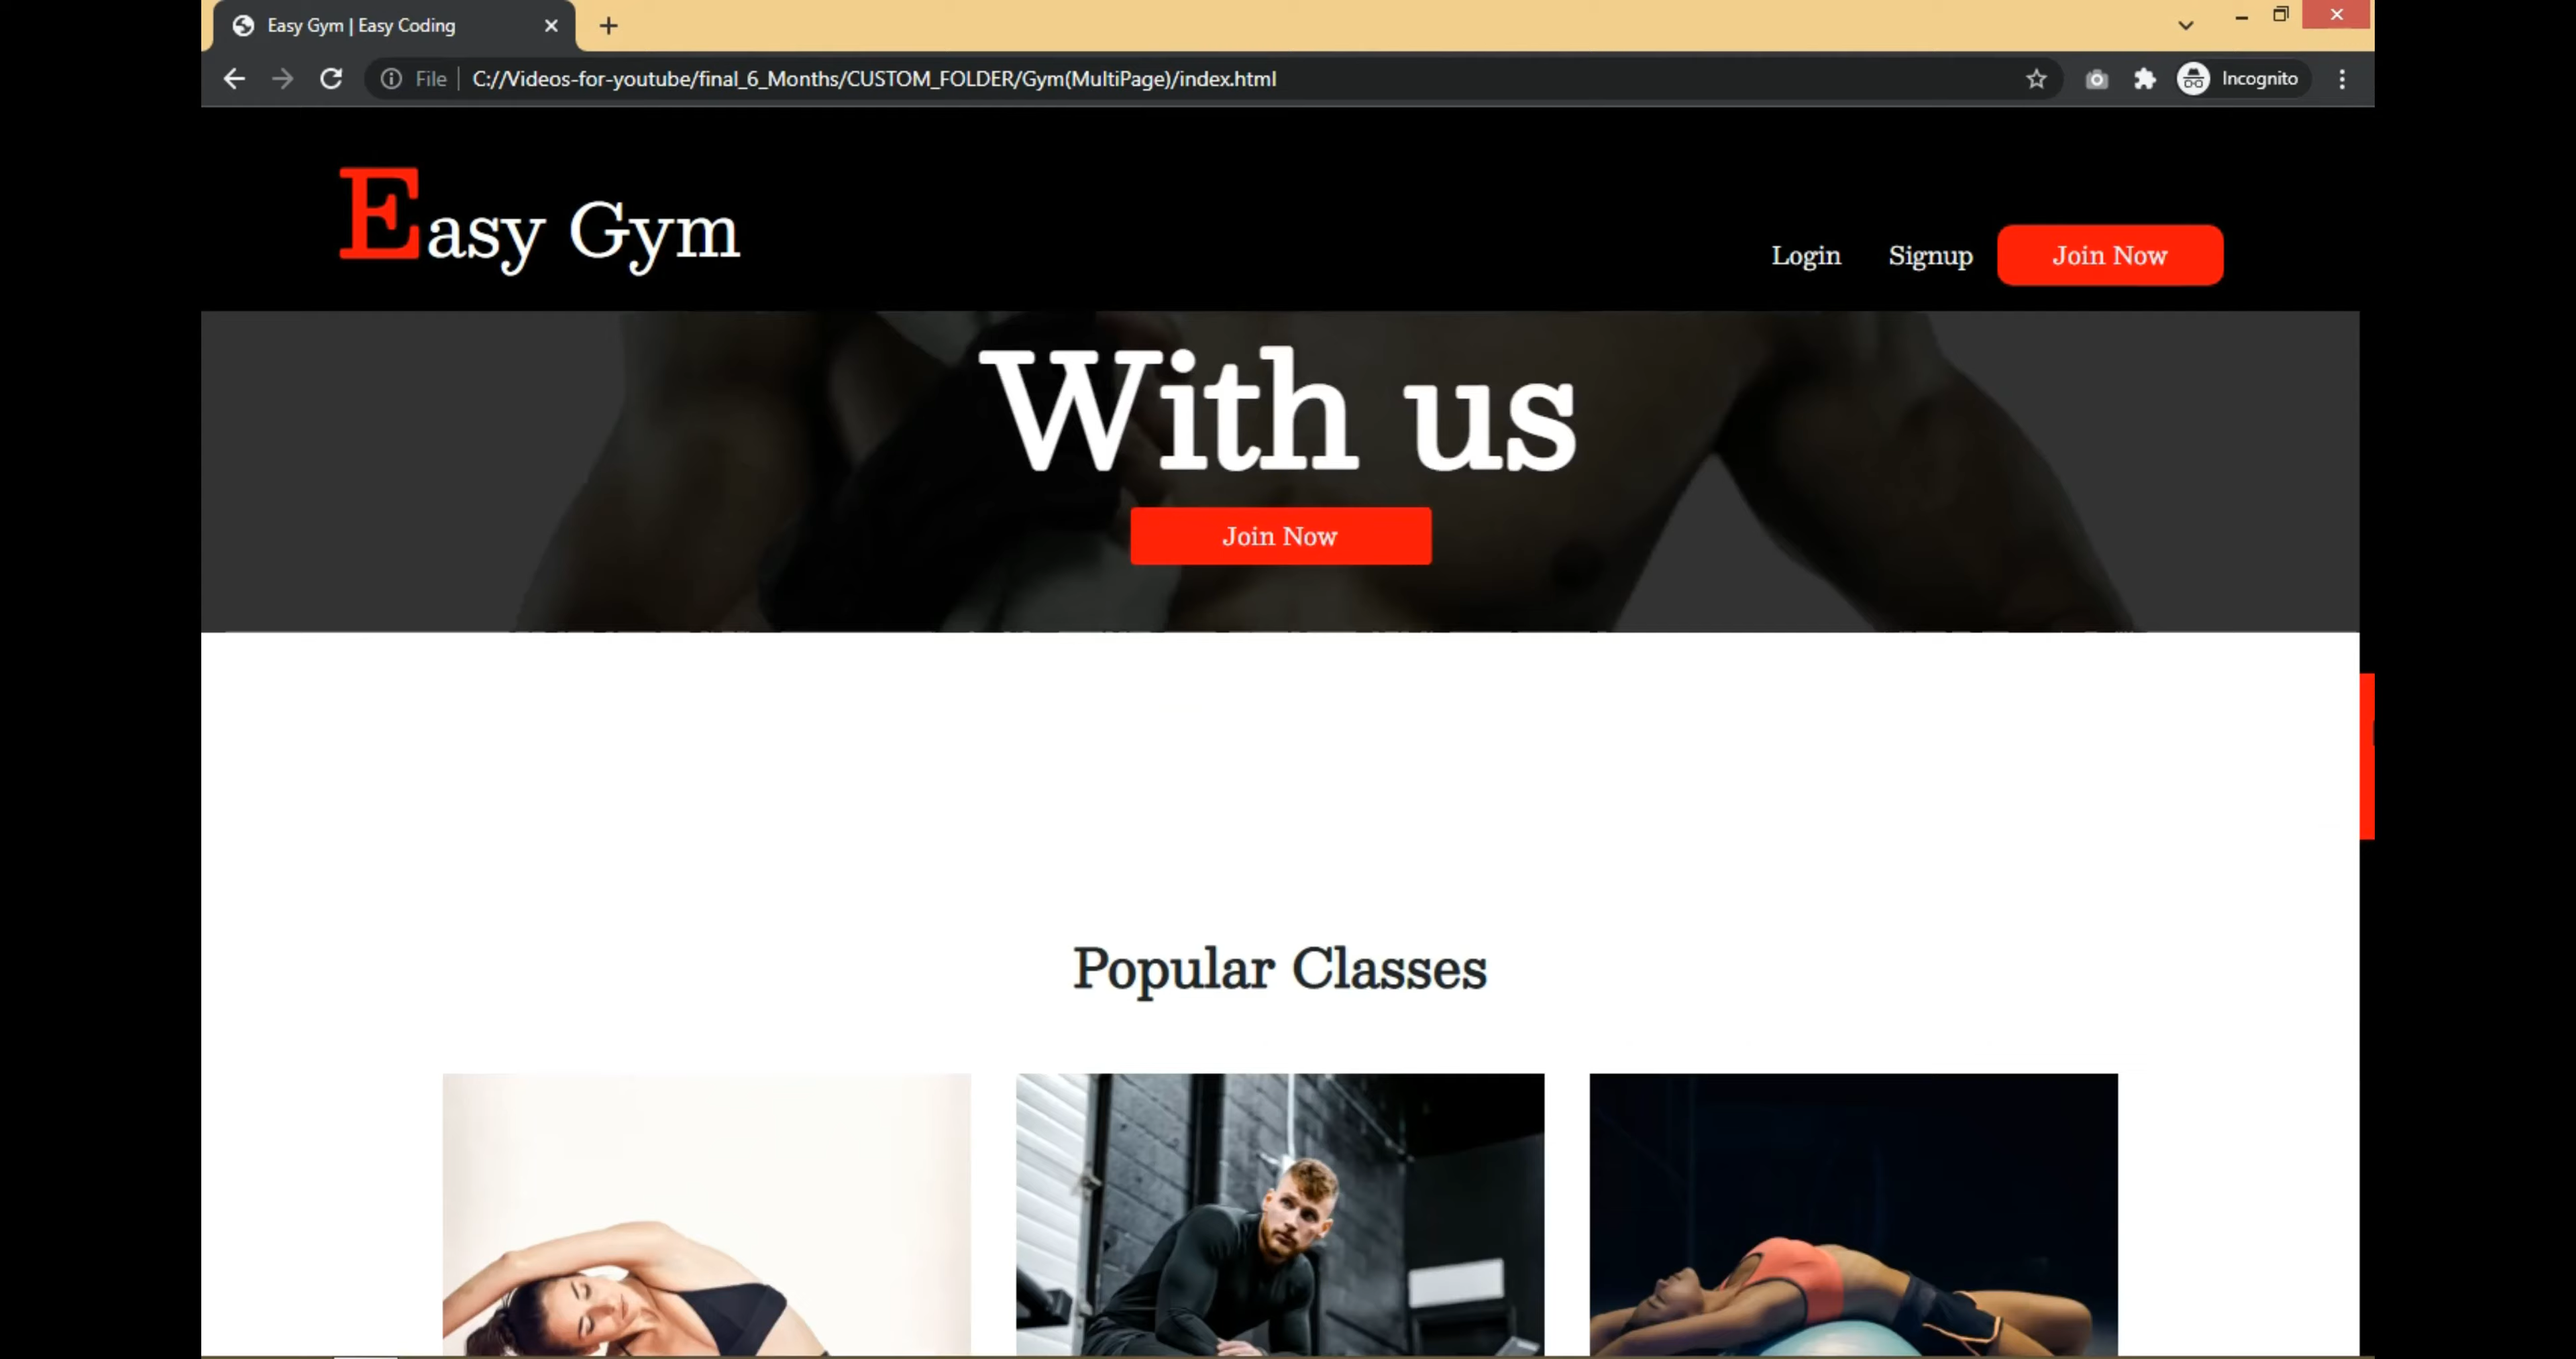 Easy Gym | Easy Coding
File C://Videos-for-youtube/final_6_Months/CUSTOM_FOLDER/Gym(MultiPage)/index.html
Incognito
Easy Gym
Login Signup Join Now
With us
Join Now
Popular Classes